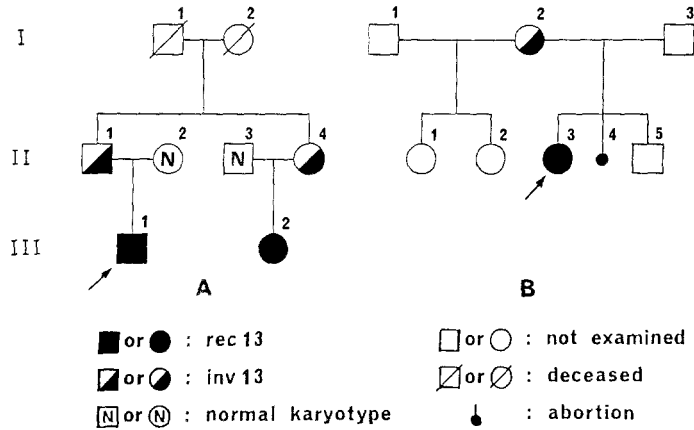 I 1 2 1 2 3
II 1 2 3 4 1 2 3 4 5
N N
III 1 2
A B
or : rec 13 or : not examined
or : inv 13 or : deceased
N or N : normal karyotype : abortion